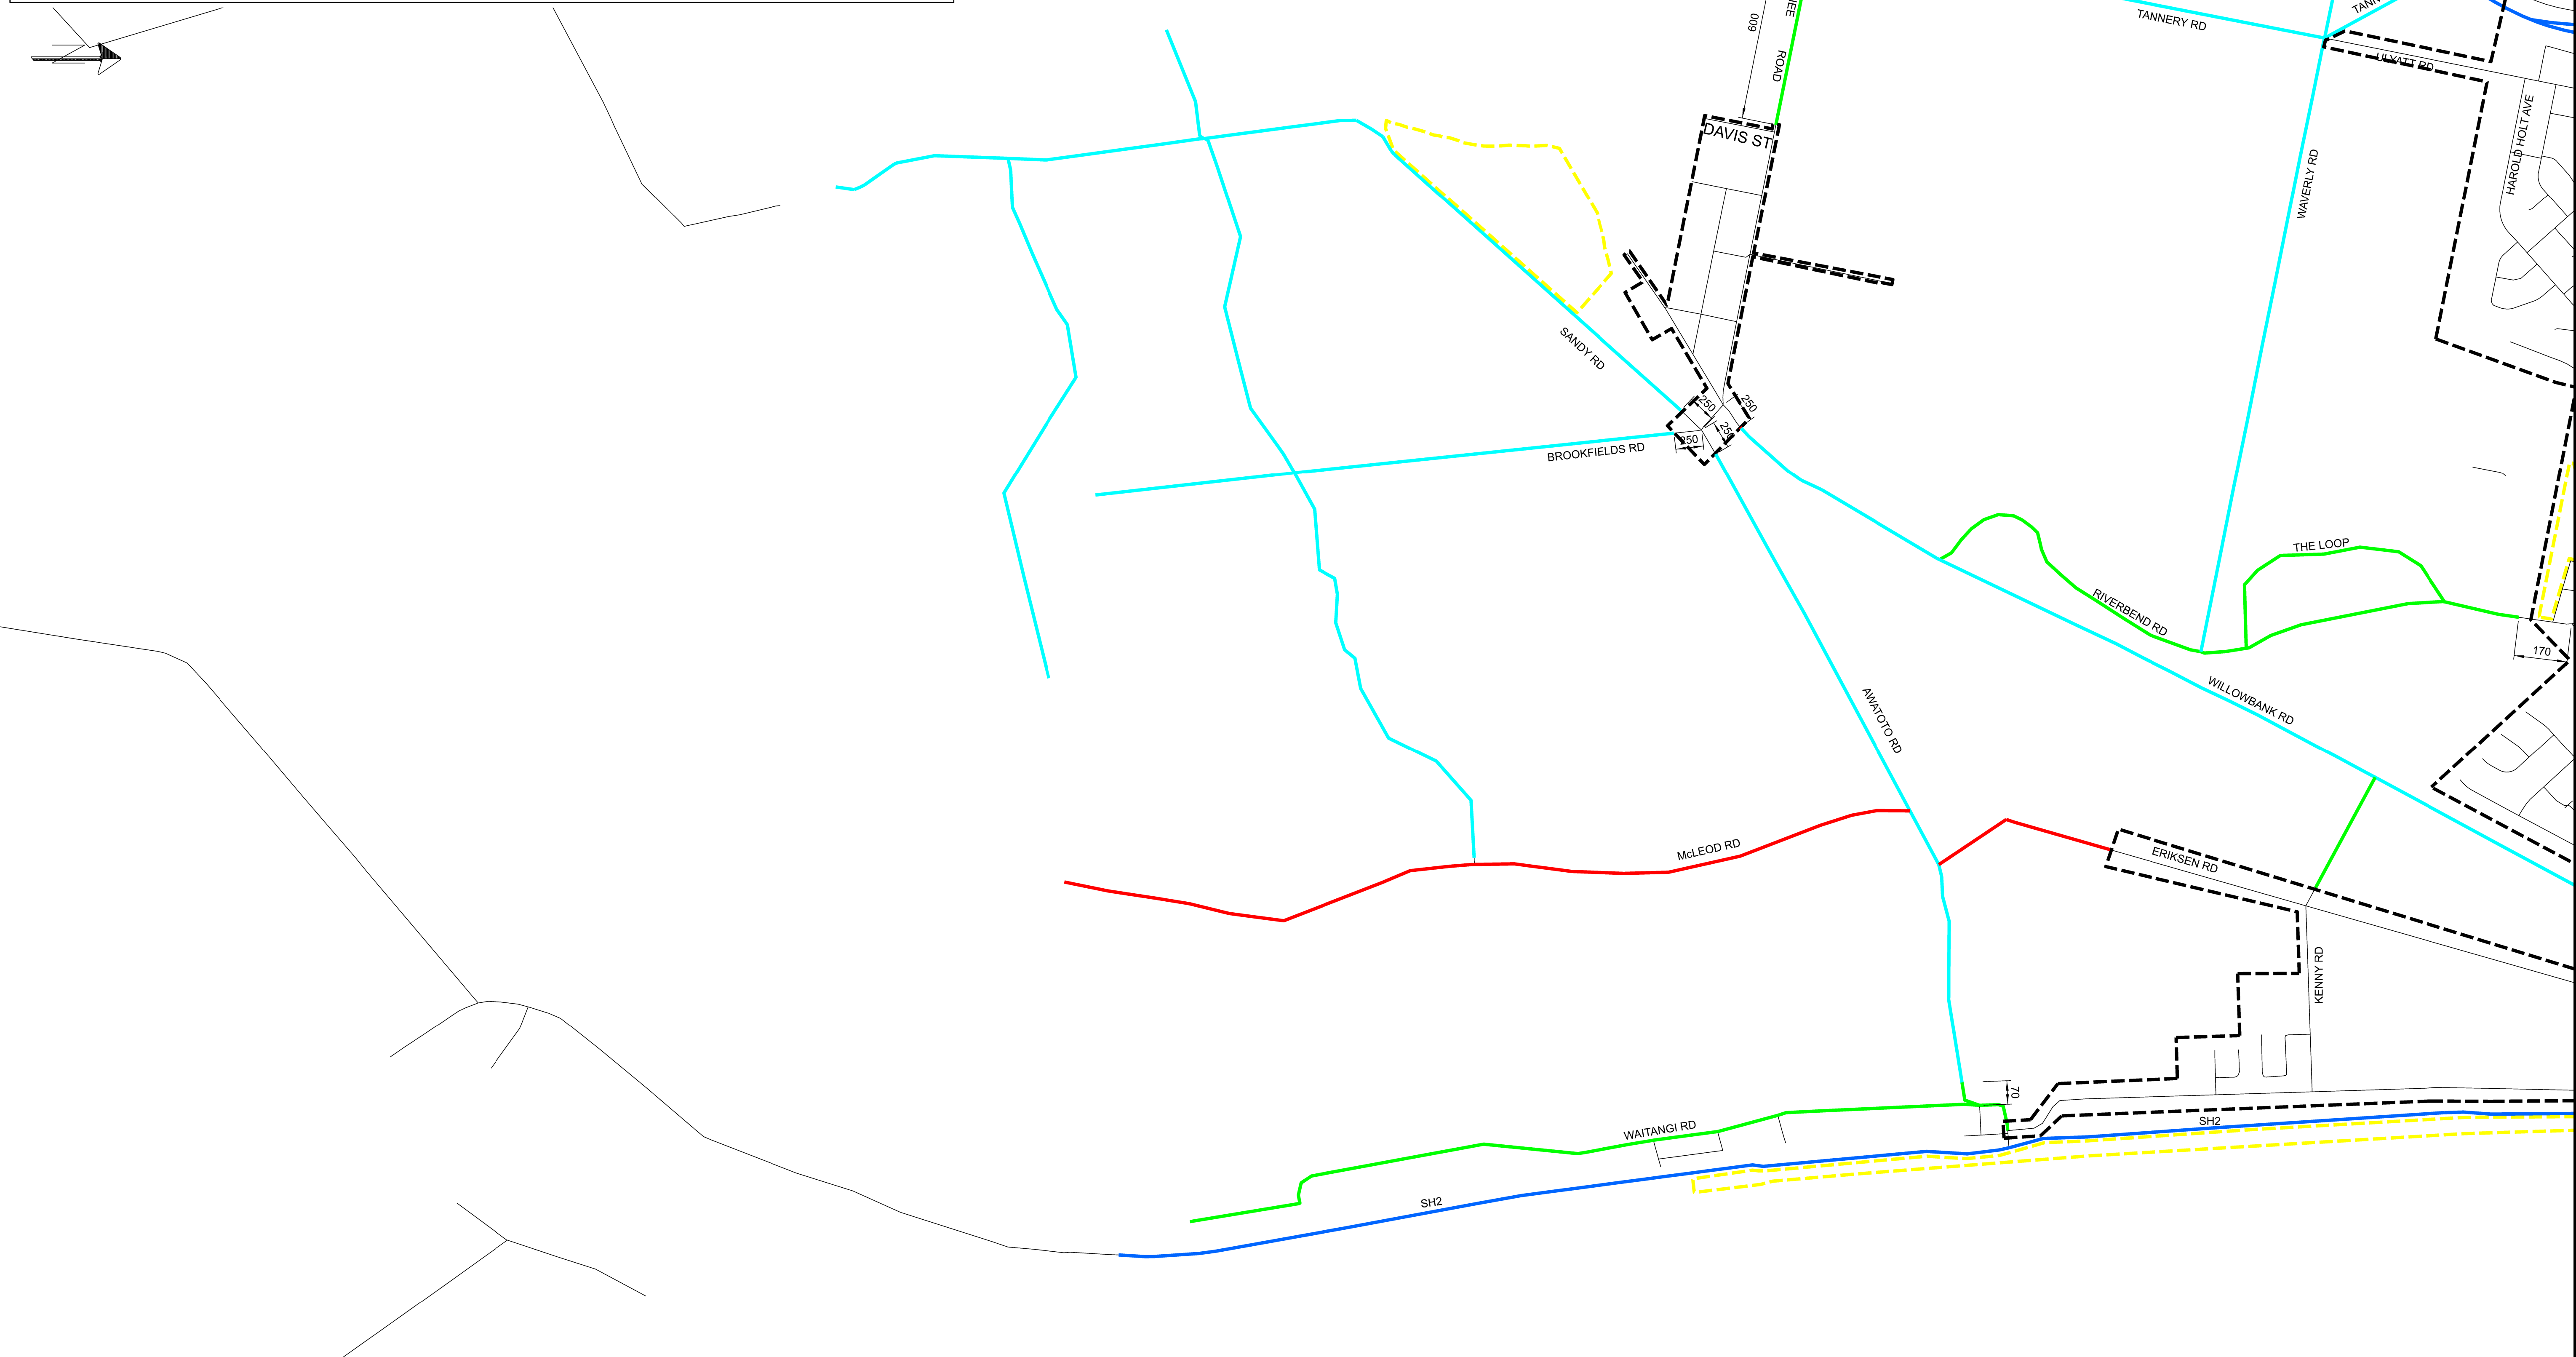 600
ROAD
TANNERY RD
ULYATT RD
DAVIS ST
HAROLD HOLT AVE
WAVERLY RD
SANDY RD
250
250
250
250
BROOKFIELDS RD
THE LOOP
RIVERBEND RD
170
WILLOWBANK RD
AWATOTO RD
McLEOD RD
ERIKSEN RD
KENNY RD
70
WAITANGI RD
SH2
SH2